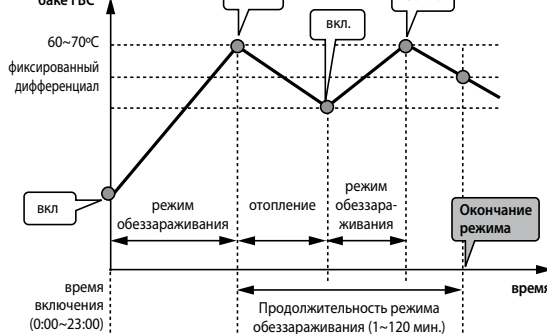 баке ГВС
вкл.
60~70ºC
фиксированный
дифференциал
вкл
режим
обеззараживания
отопление
режим
обеззара-
живания
Окончание
режима
время
время
включения
(0:00~23:00)
Продолжительность режима
обеззараживания (1~120 мин.)